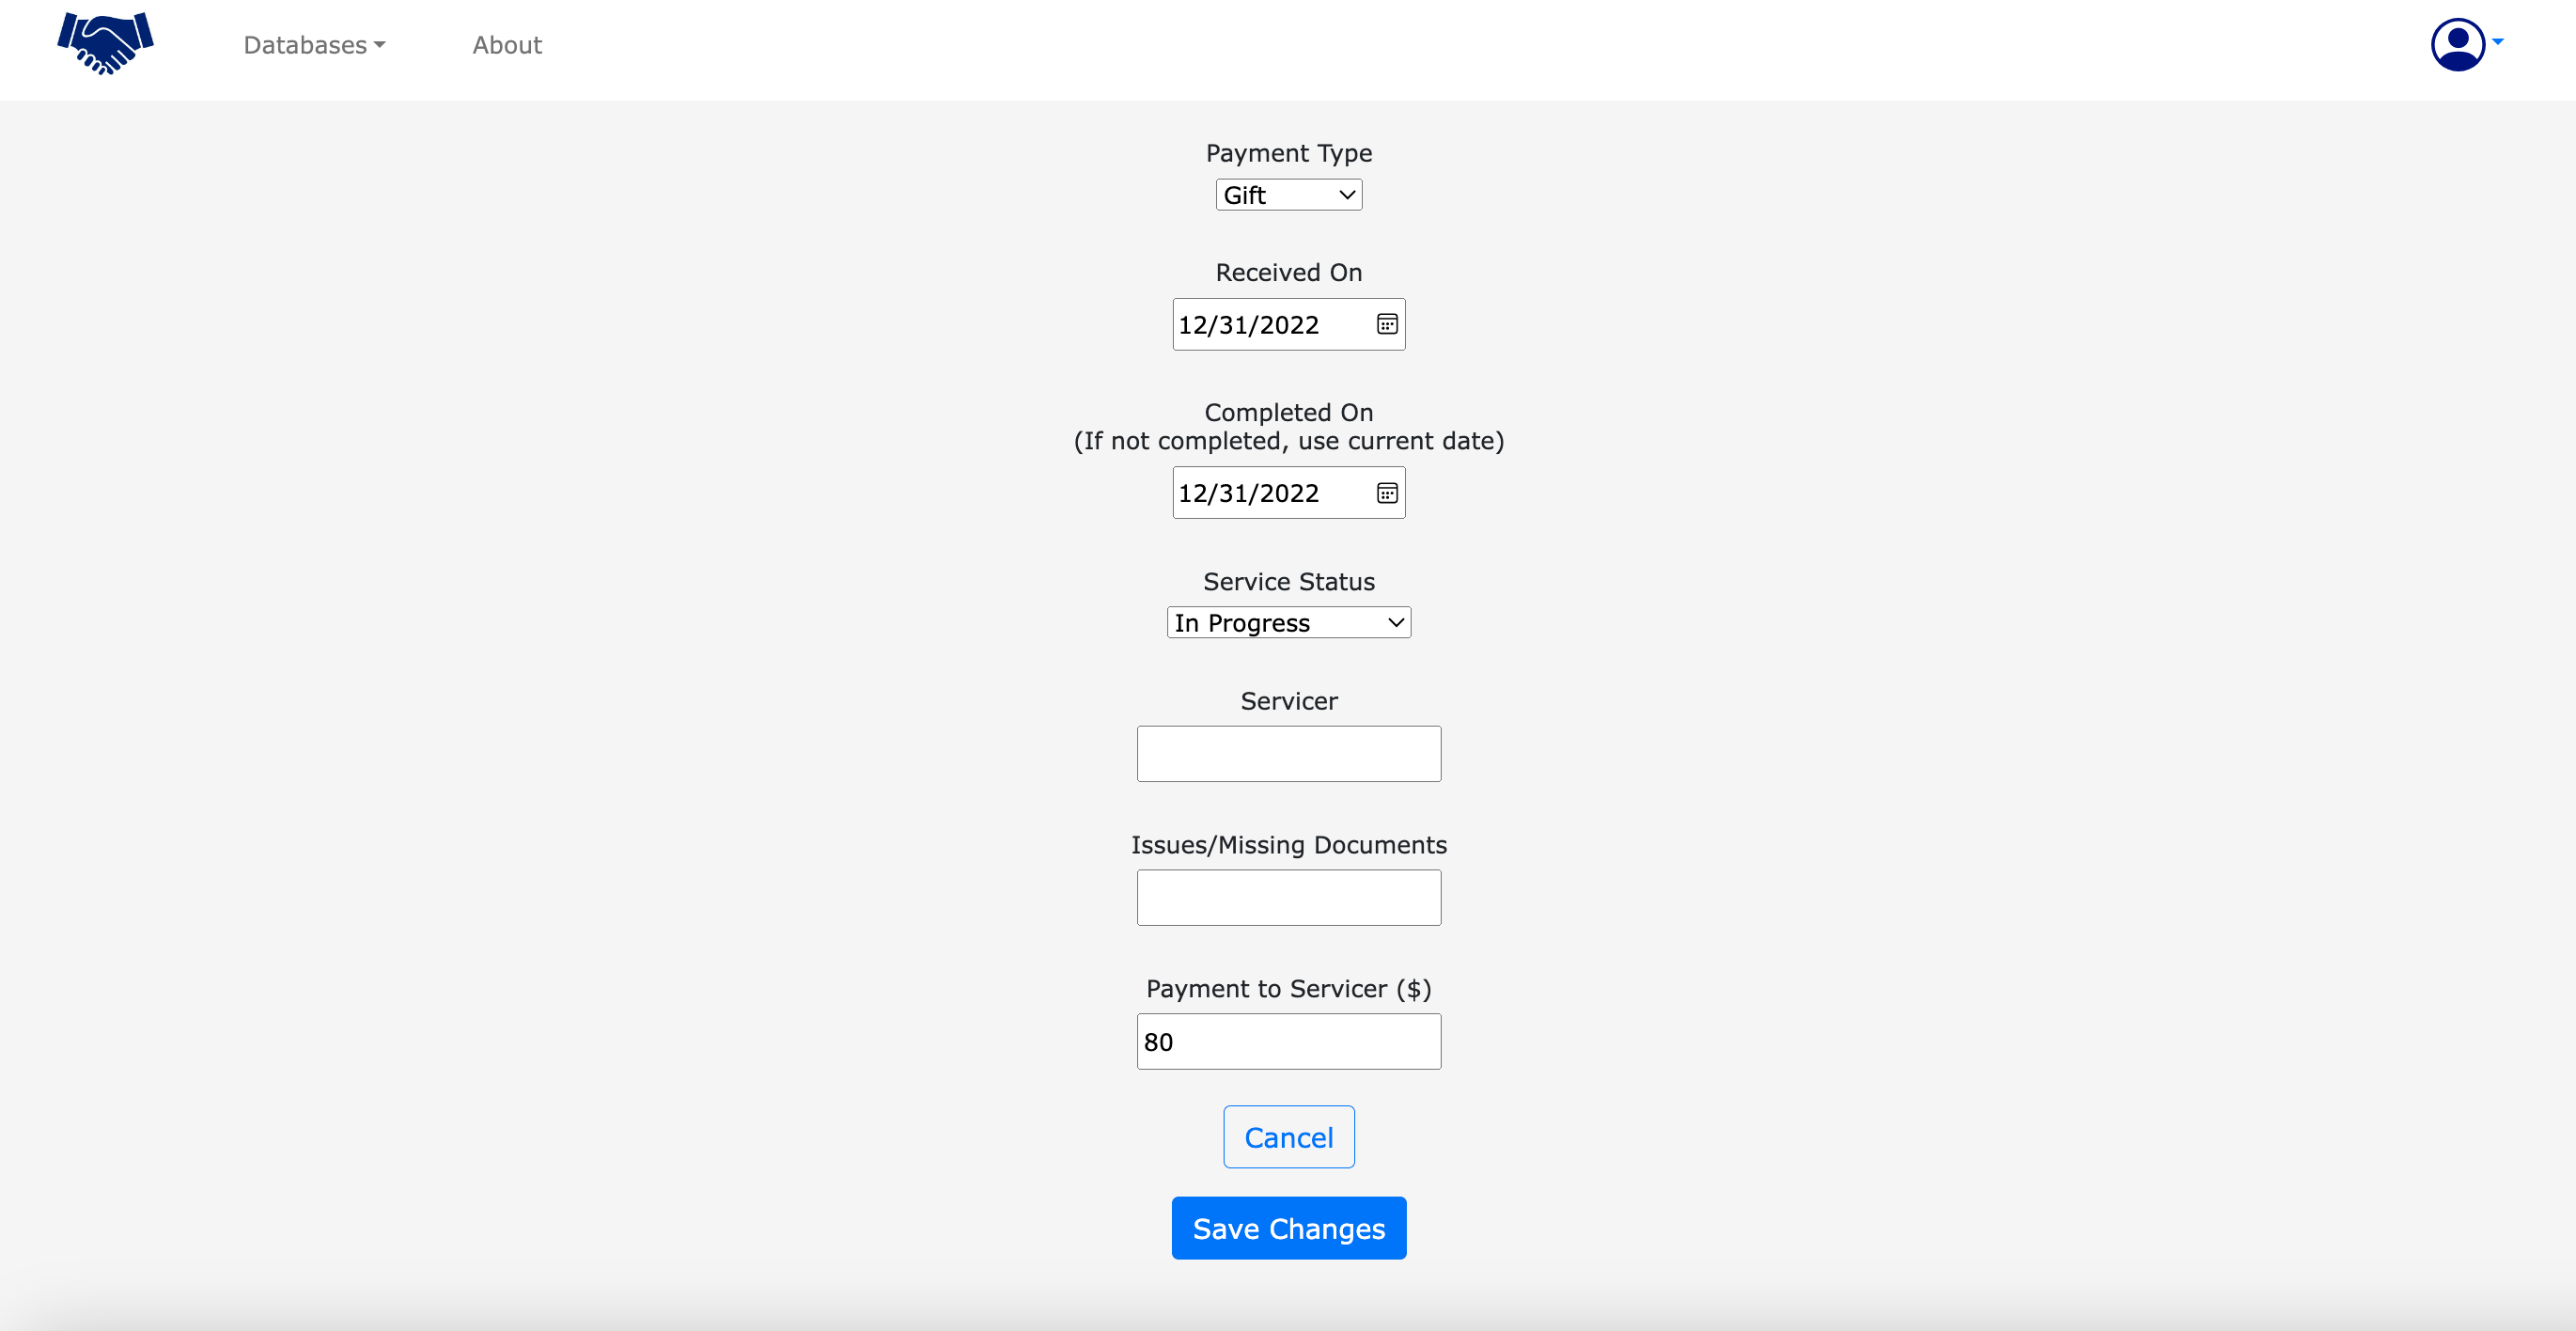 Databases
About
Payment Type
Gift
Received On
12/31/2022
Completed On
(If not completed, use current date)
12/31/2022
Service Status
In Progress
Servicer
Issues/Missing Documents
Payment to Servicer ($)
80
Cancel
Save Changes